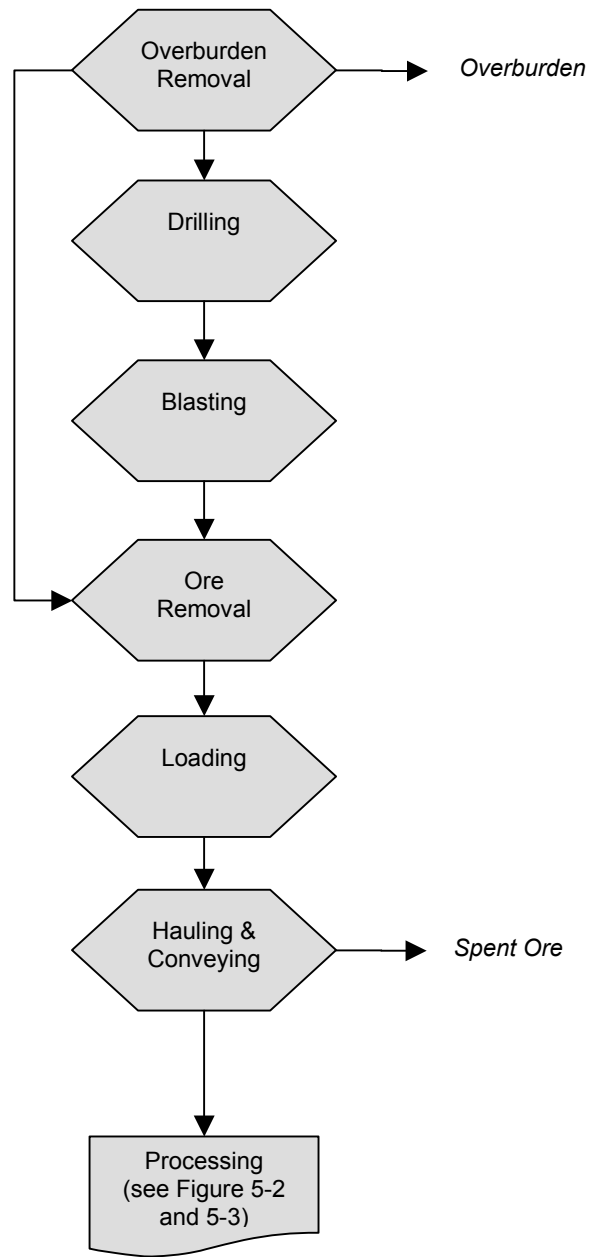 Overburden
Removal
Overburden
Drilling
Blasting
Ore
Removal
Loading
Hauling &
Conveying
Spent Ore
Processing
(see Figure 5-2
and 5-3)